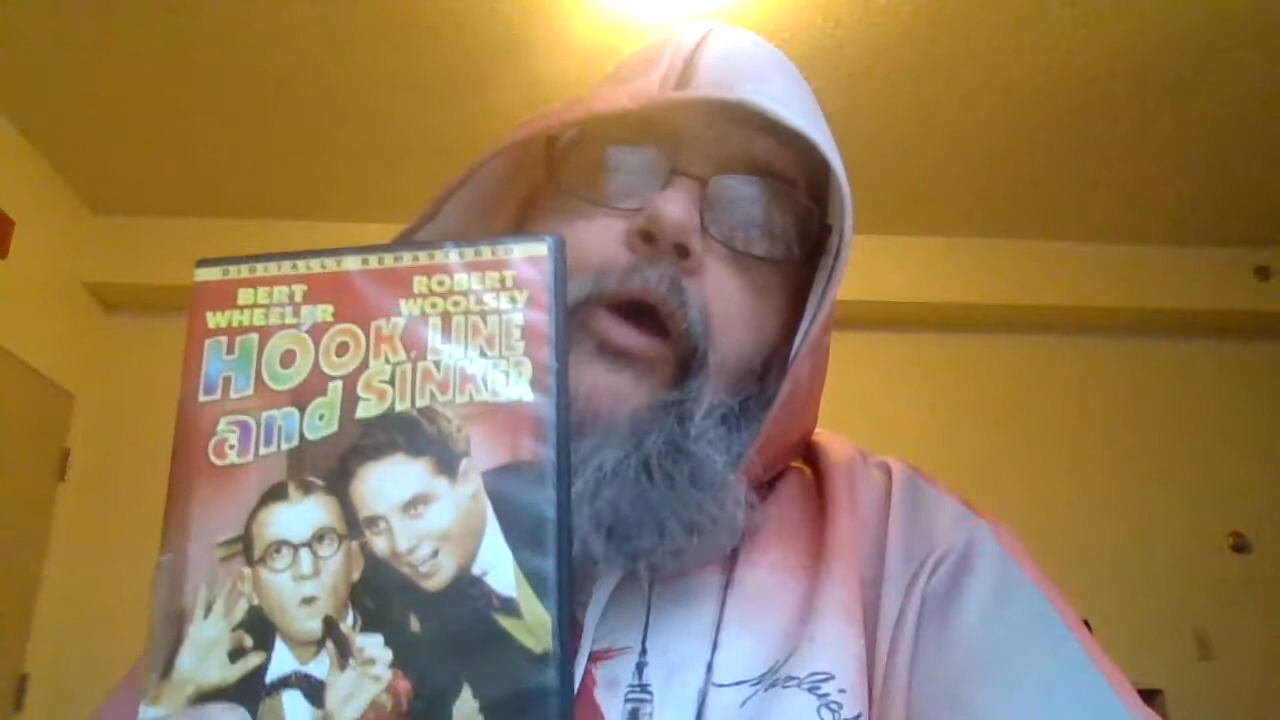 DIGITALLY REMASTERED
BERT WHEELER
ROBERT WOOLSEY
HOOK, LINE
and SINKER